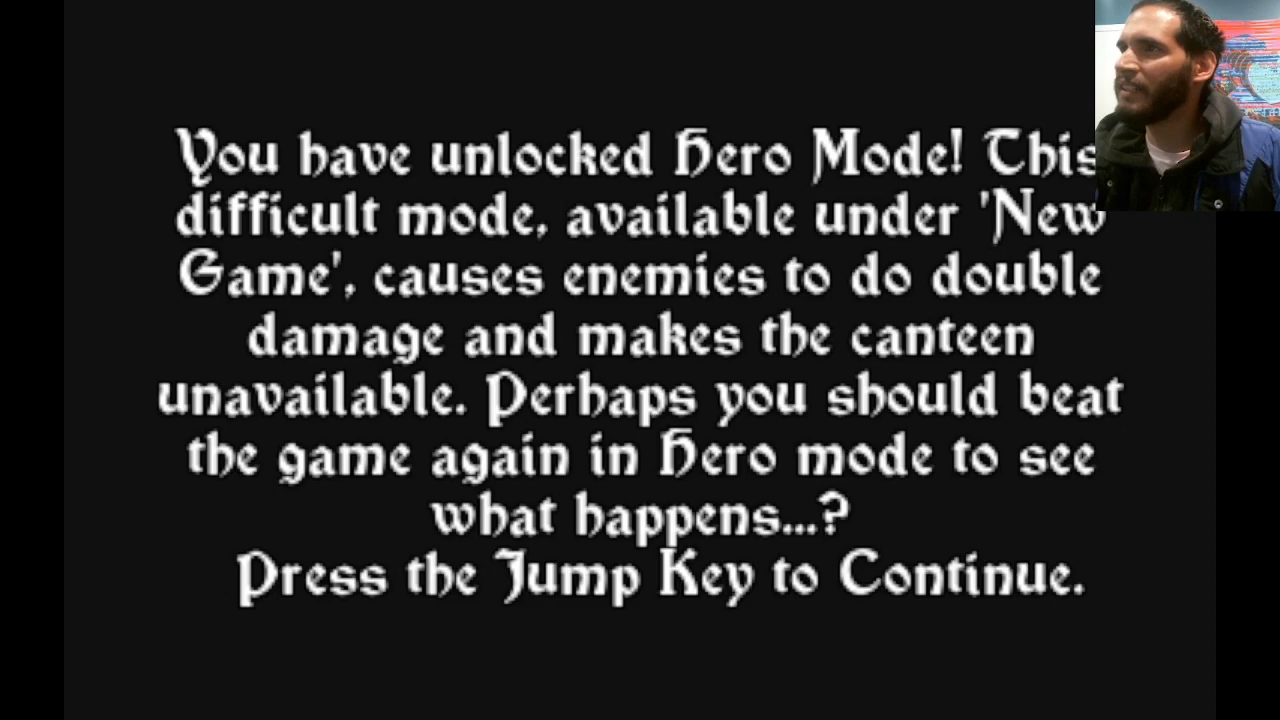 You have unlocked Hero Mode! This
difficult mode, available under 'New
Game', causes enemies to do double
damage and makes the canteen
unavailable. Perhaps you should beat
the game again in Hero mode to see
what happens...?
Press the Jump Key to Continue.